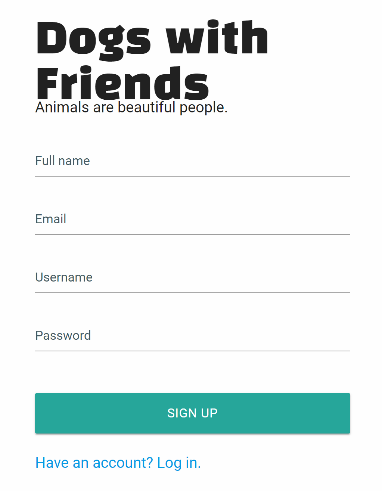 Dogs with
Friends
Animals are beautiful people.
Full name
Email
Username
Password
SIGN UP
Have an account? Log in.